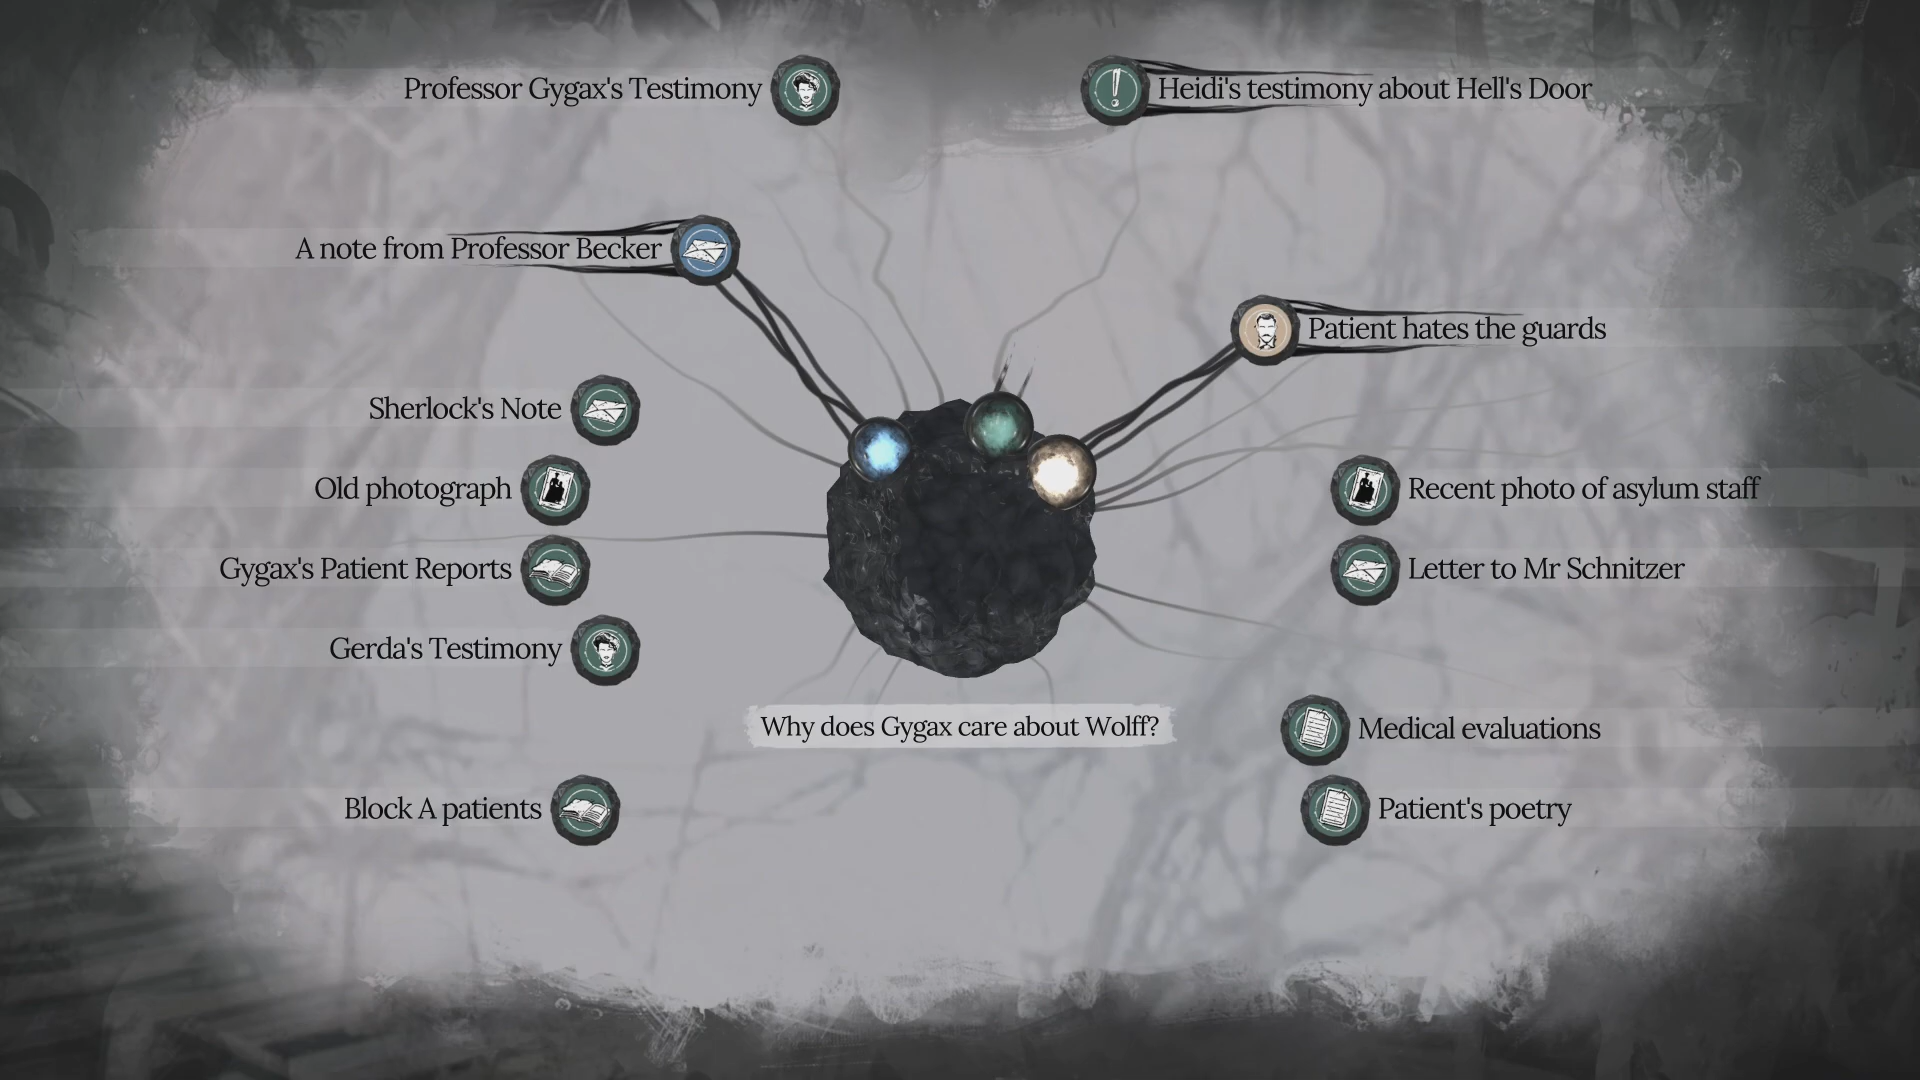 Professor Gygax's Testimony
Heidi's testimony about Hell's Door
A note from Professor Becker
Patient hates the guards
Sherlock's Note
Old photograph
Recent photo of asylum staff
Gygax's Patient Reports
Letter to Mr Schnitzer
Gerda's Testimony
Why does Gygax care about Wolff?
Medical evaluations
Block A patients
Patient's poetry